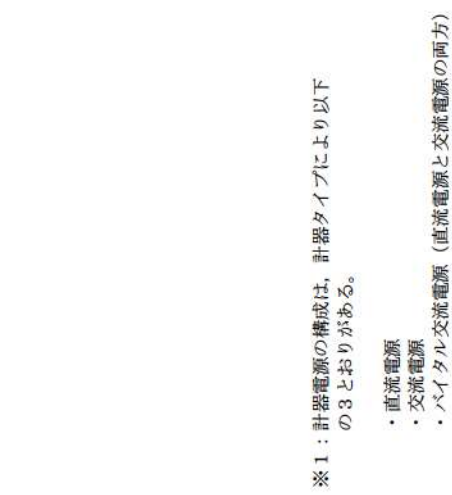 ※1：計器電源の構成は，計器タイプにより以下
の3とおりがある。
・直流電源
・交流電源
・バイタル交流電源（直流電源と交流電源の両方）